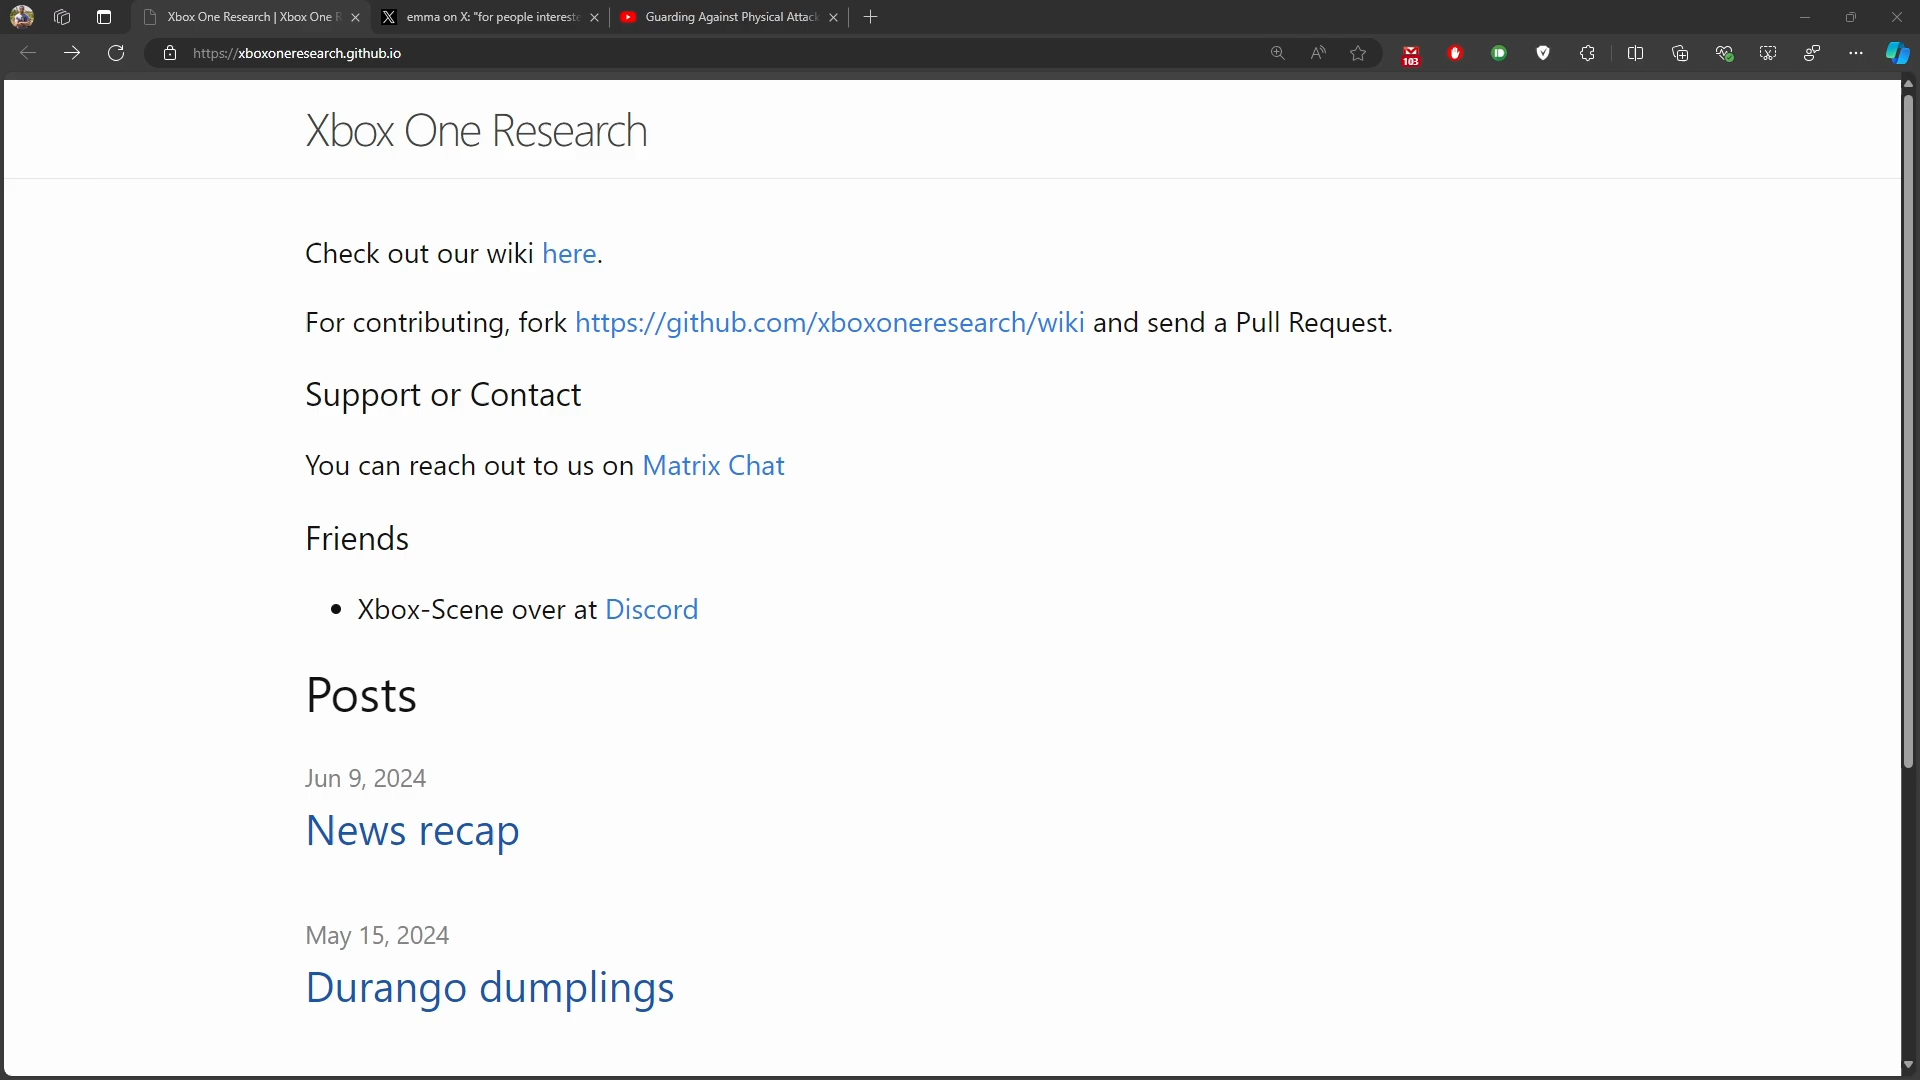 Xbox One Research | Xbox One R
emma on X: "for people intereste
Guarding Against Physical Attack
https://xboxoneresearch.github.io
103
Xbox One Research
Check out our wiki here.
For contributing, fork https://github.com/xboxoneresearch/wiki and send a Pull Request.
Support or Contact
You can reach out to us on Matrix Chat
Friends
• Xbox-Scene over at Discord
Posts
Jun 9, 2024
News recap
May 15, 2024
Durango dumplings